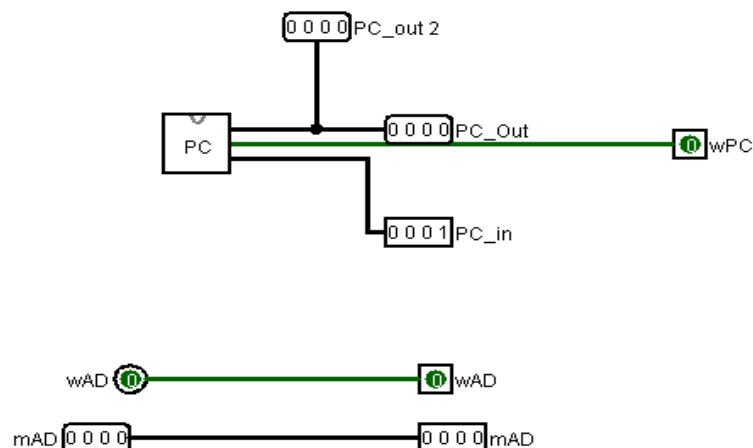 0 0 0 0 PC_out 2
0 0 0 0 PC_Out
PC
0 wPC
0 0 0 1 PC_in
wAD 0
0 wAD
mAD 0 0 0 0
0 0 0 0 mAD